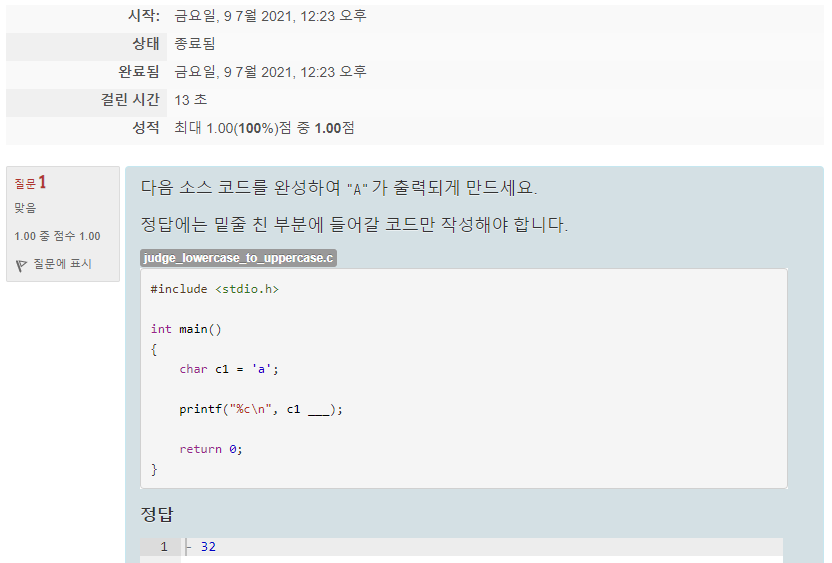 시작: 금요일, 9 7월 2021, 12:23 오후
상태 종료됨
완료됨 금요일, 9 7월 2021, 12:23 오후
걸린 시간 13 초
성적 최대 1.00(100%)점 중 1.00점
질문 1
맞음
1.00 중 점수 1.00
질문에 표시
다음 소스 코드를 완성하여 "A" 가 출력되게 만드세요.
정답에는 밑줄 친 부분에 들어갈 코드만 작성해야 합니다.
judge_lowercase_to_uppercase.c
#include <stdio.h>
int main()
{
    char c1 = 'a';
    printf("%c\n", c1 ___);
    return 0;
}
정답
1 - 32